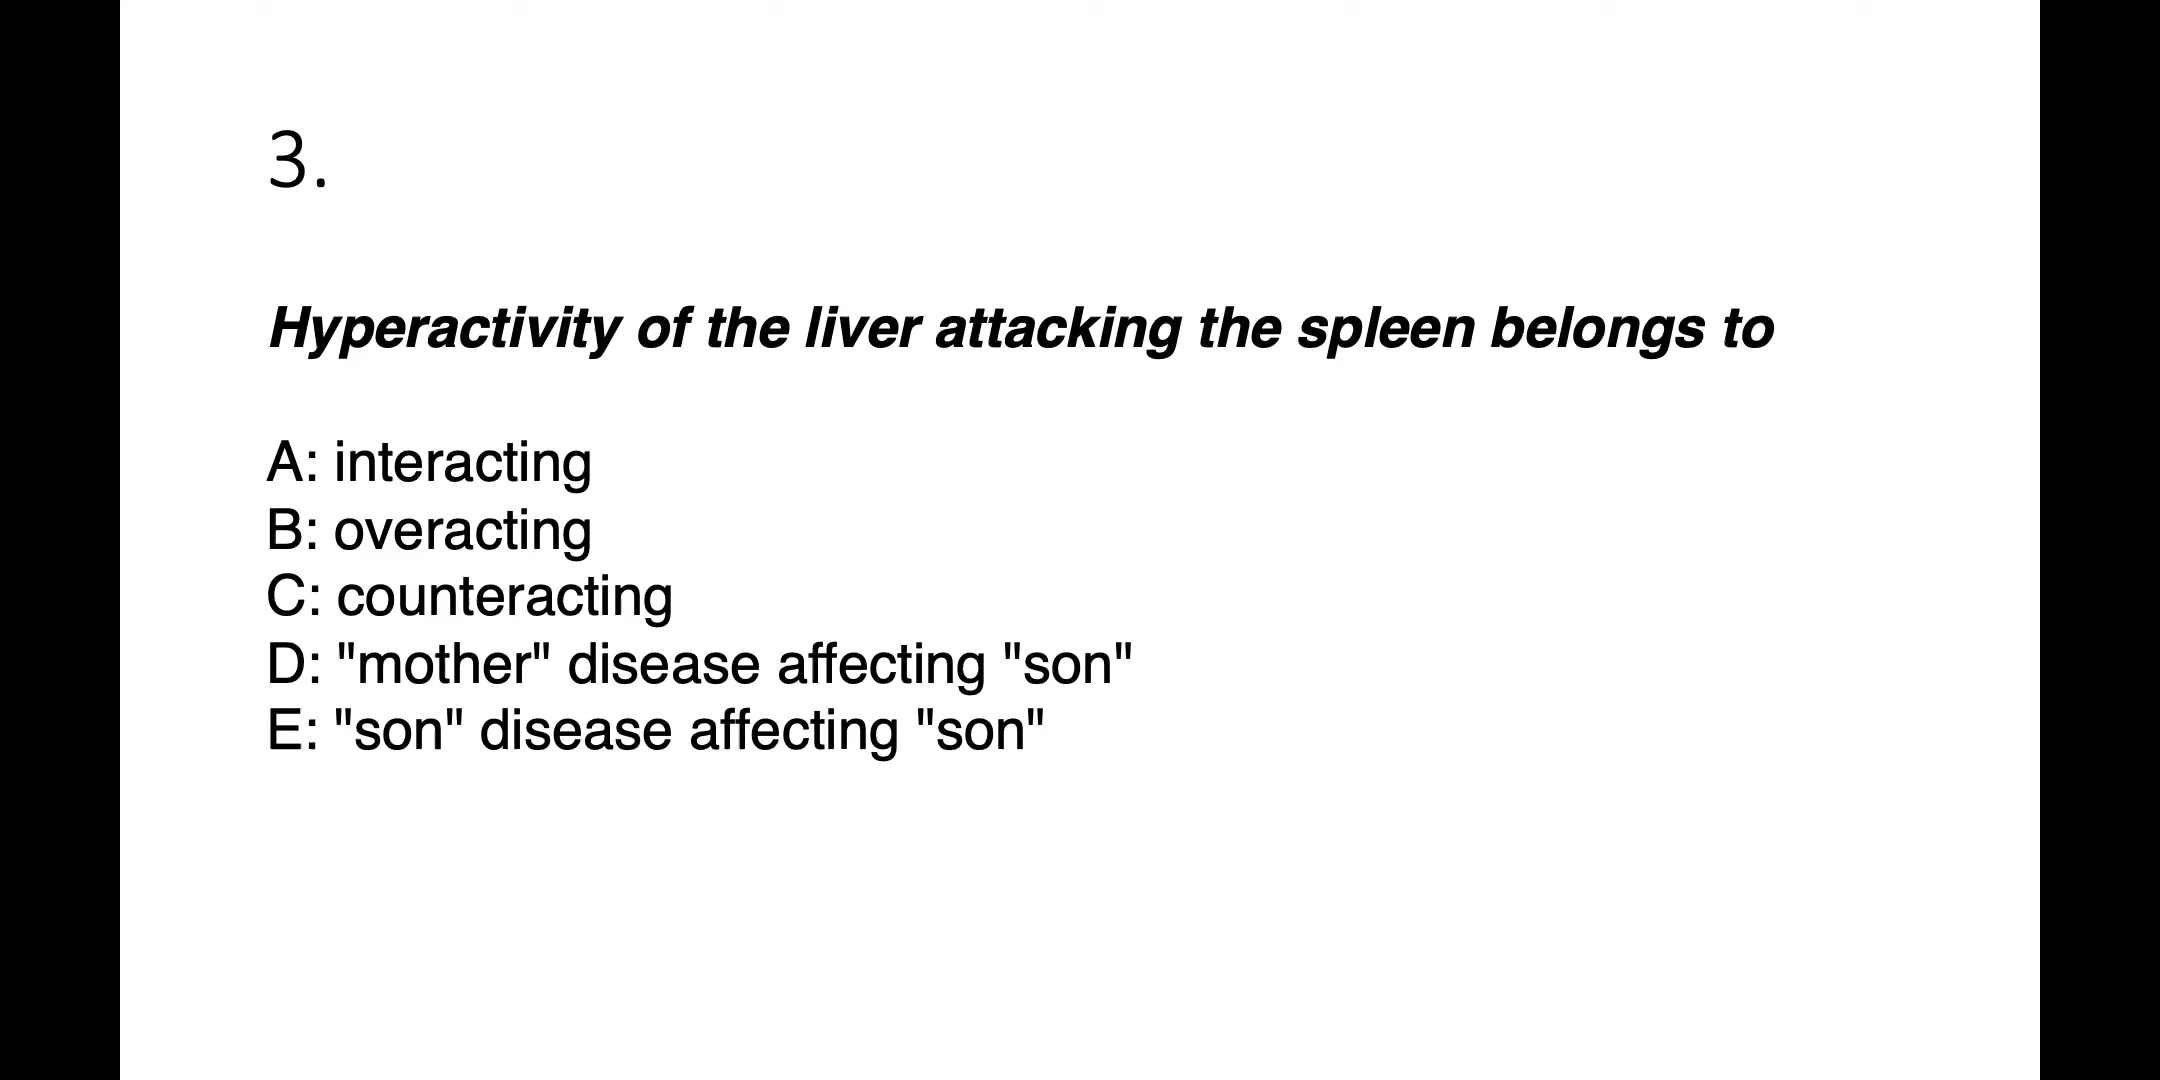 3.
Hyperactivity of the liver attacking the spleen belongs to
A: interacting
B: overacting
C: counteracting
D: "mother" disease affecting "son"
E: "son" disease affecting "son"